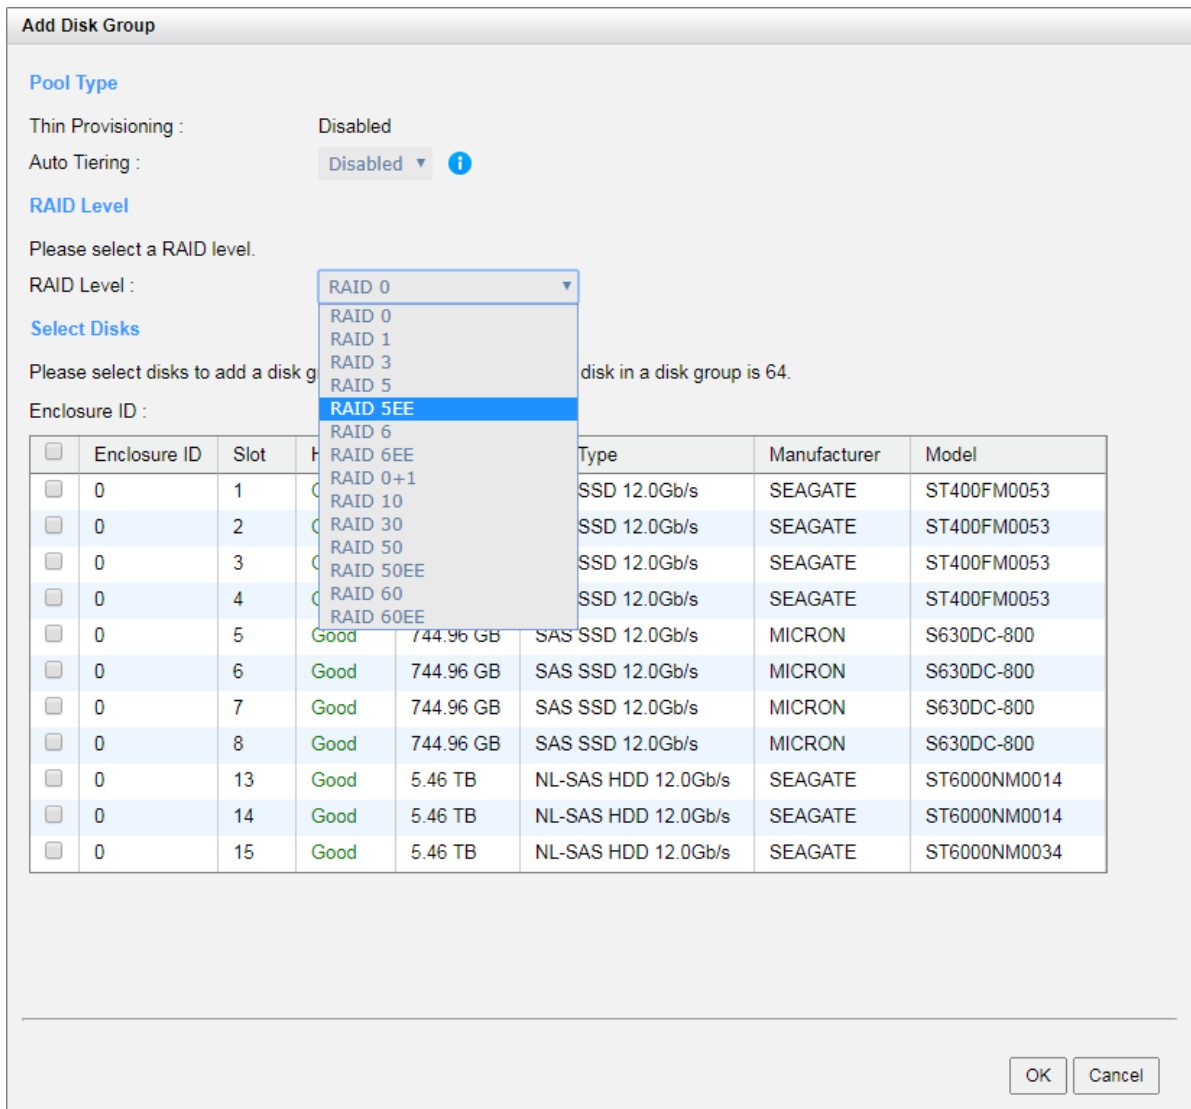 Add Disk Group
Pool Type
Thin Provisioning : Disabled
Auto Tiering : Disabled
RAID Level
Please select a RAID level.
RAID Level : RAID 0
RAID 0
RAID 1
RAID 3
RAID 5
RAID 5EE
RAID 6
RAID 6EE
RAID 0+1
RAID 10
RAID 30
RAID 50
RAID 50EE
RAID 60
RAID 60EE
Select Disks
Please select disks to add a disk disk in a disk group is 64.
Enclosure ID :
Enclosure ID Slot Type Manufacturer Model
0 1 SSD 12.0Gb/s SEAGATE ST400FM0053
0 2 SSD 12.0Gb/s SEAGATE ST400FM0053
0 3 SSD 12.0Gb/s SEAGATE ST400FM0053
0 4 SSD 12.0Gb/s SEAGATE ST400FM0053
0 5 Good 744.96 GB SAS SSD 12.0Gb/s MICRON S630DC-800
0 6 Good 744.96 GB SAS SSD 12.0Gb/s MICRON S630DC-800
0 7 Good 744.96 GB SAS SSD 12.0Gb/s MICRON S630DC-800
0 8 Good 744.96 GB SAS SSD 12.0Gb/s MICRON S630DC-800
0 13 Good 5.46 TB NL-SAS HDD 12.0Gb/s SEAGATE ST6000NM0014
0 14 Good 5.46 TB NL-SAS HDD 12.0Gb/s SEAGATE ST6000NM0014
0 15 Good 5.46 TB NL-SAS HDD 12.0Gb/s SEAGATE ST6000NM0034
OK Cancel